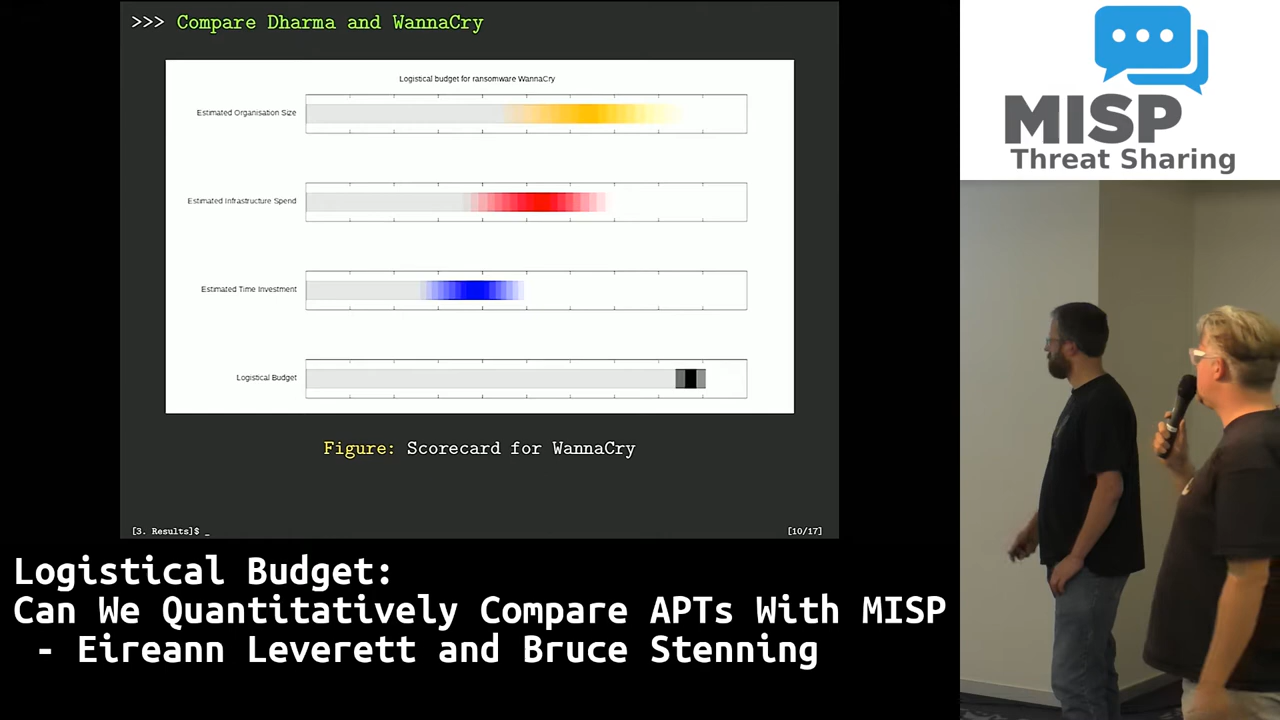 >>> Compare Dharma and WannaCry
Logistical budget for ransomware WannaCry
Estimated Organisation Size
Estimated Infrastructure Spend
Estimated Time Investment
Logistical Budget
Figure: Scorecard for WannaCry
[3. Results]$ _
[10/17]
MISP
Threat Sharing
Logistical Budget:
Can We Quantitatively Compare APTs With MISP
- Eireann Leverett and Bruce Stenning